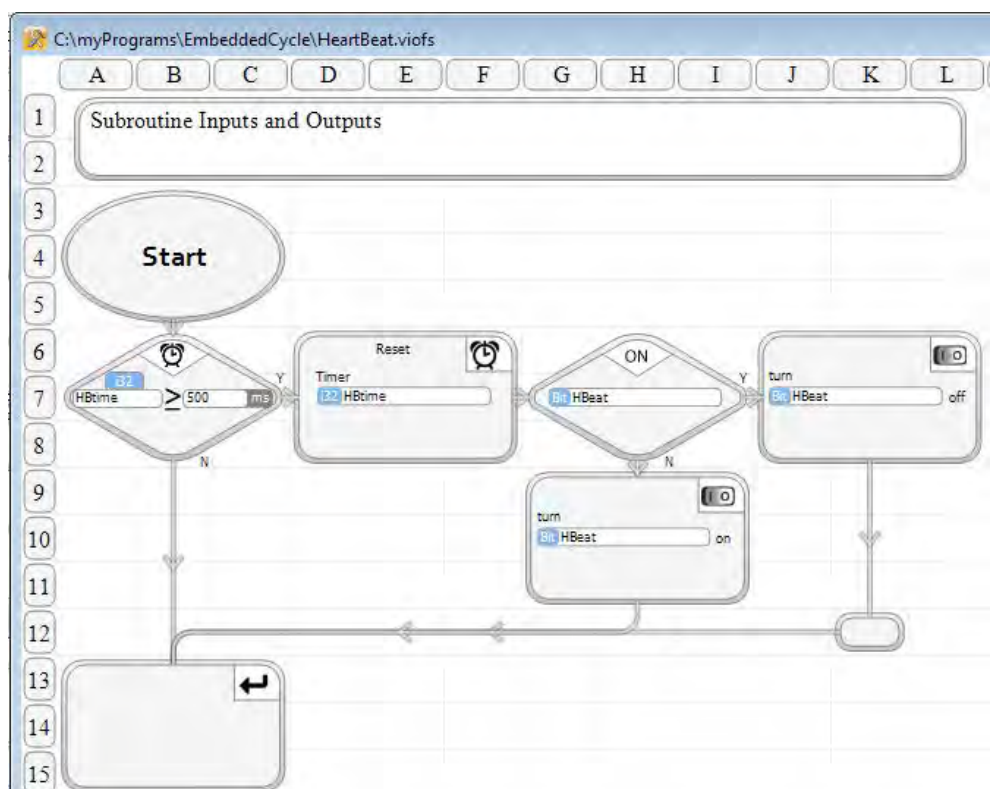 C:\myPrograms\EmbeddedCycle\HeartBeat.viofs
A B C D E F G H I J K L
1
Subroutine Inputs and Outputs
2
3
4
Start
5
6
Reset
ON
I O
i32
Y
Timer
Y
turn
7
HBtime ≥ 500 ms
i32 HBtime
Bit HBeat
Bit HBeat off
8
N
N
9
I O
turn
10
Bit HBeat on
11
12
13
14
15